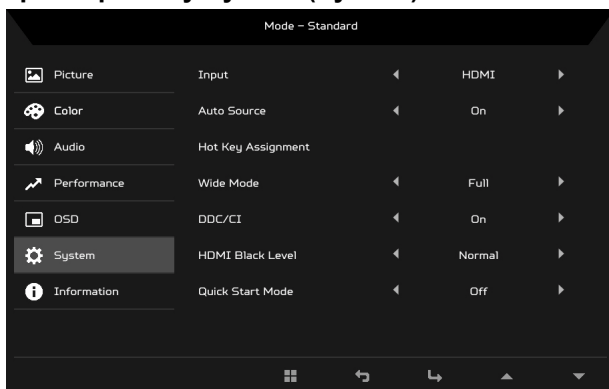 Mode – Standard
Picture
Input HDMI
Color
Auto Source On
Audio
Hot Key Assignment
Performance
Wide Mode Full
OSD
DDC/CI On
System
HDMI Black Level Normal
Information
Quick Start Mode Off